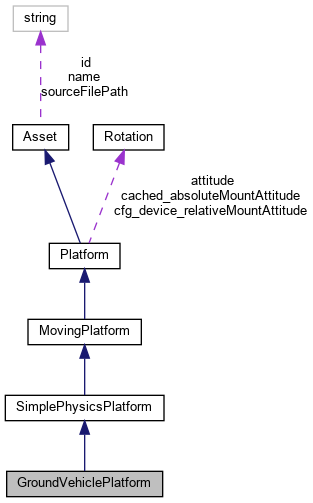 string
id
name
sourceFilePath
Asset
Rotation
attitude
cached_absoluteMountAttitude
cfg_device_relativeMountAttitude
Platform
MovingPlatform
SimplePhysicsPlatform
GroundVehiclePlatform